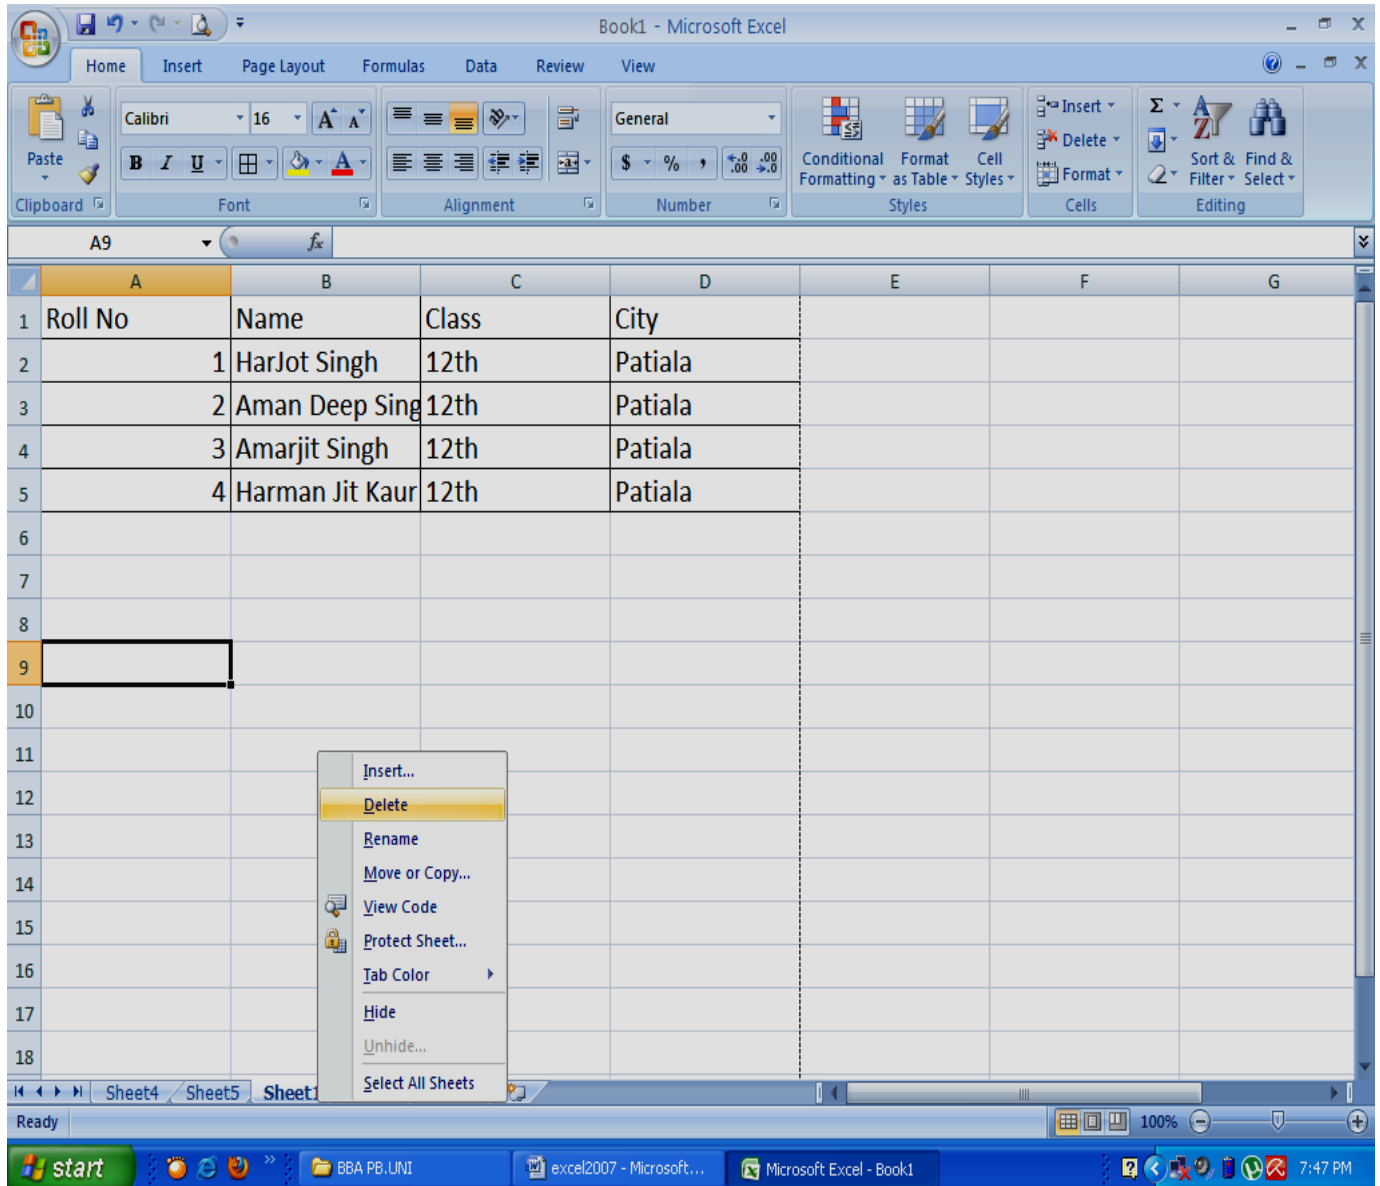 Book1 - Microsoft Excel
Home Insert Page Layout Formulas Data Review View
Paste
Clipboard
Calibri 16
B I U
Font
Alignment
General
$ % ,
Number
Conditional Formatting
Format as Table
Cell Styles
Styles
Insert
Delete
Format
Cells
Σ
Sort & Filter
Find & Select
Editing
A9 fx
A B C D E F G
1 Roll No Name Class City
2 1 HarJot Singh 12th Patiala
3 2 Aman Deep Sing 12th Patiala
4 3 Amarjit Singh 12th Patiala
5 4 Harman Jit Kaur 12th Patiala
6
7
8
9
10
11
12
13
14
15
16
17
18
Insert...
Delete
Rename
Move or Copy...
View Code
Protect Sheet...
Tab Color
Hide
Unhide...
Select All Sheets
Sheet4 Sheet5 Sheet1
Ready 100%
start BBA PB.UNI excel2007 - Microsoft... Microsoft Excel - Book1 7:47 PM